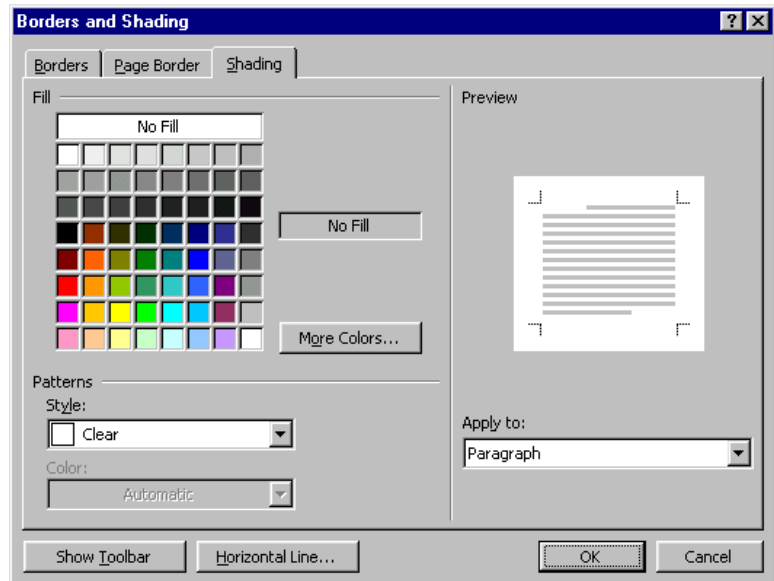 Borders and Shading
Borders
Page Border
Shading
Fill
No Fill
No Fill
More Colors...
Patterns
Style:
Clear
Color:
Automatic
Preview
Apply to:
Paragraph
Show Toolbar
Horizontal Line...
OK
Cancel